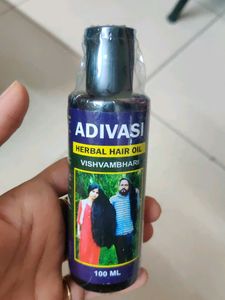 ADIVASI
HERBAL HAIR OIL
VISHVAMBHARI
100 ML